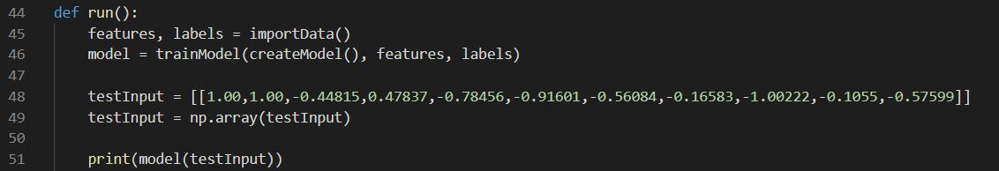 44 def run():
45 features, labels = importData()
46 model = trainModel(createModel(), features, labels)
47
48 testInput = [[1.00,1.00,-0.44815,0.47837,-0.78456,-0.91601,-0.56084,-0.16583,-1.00222,-0.1055,-0.57599]]
49 testInput = np.array(testInput)
50
51 print(model(testInput))